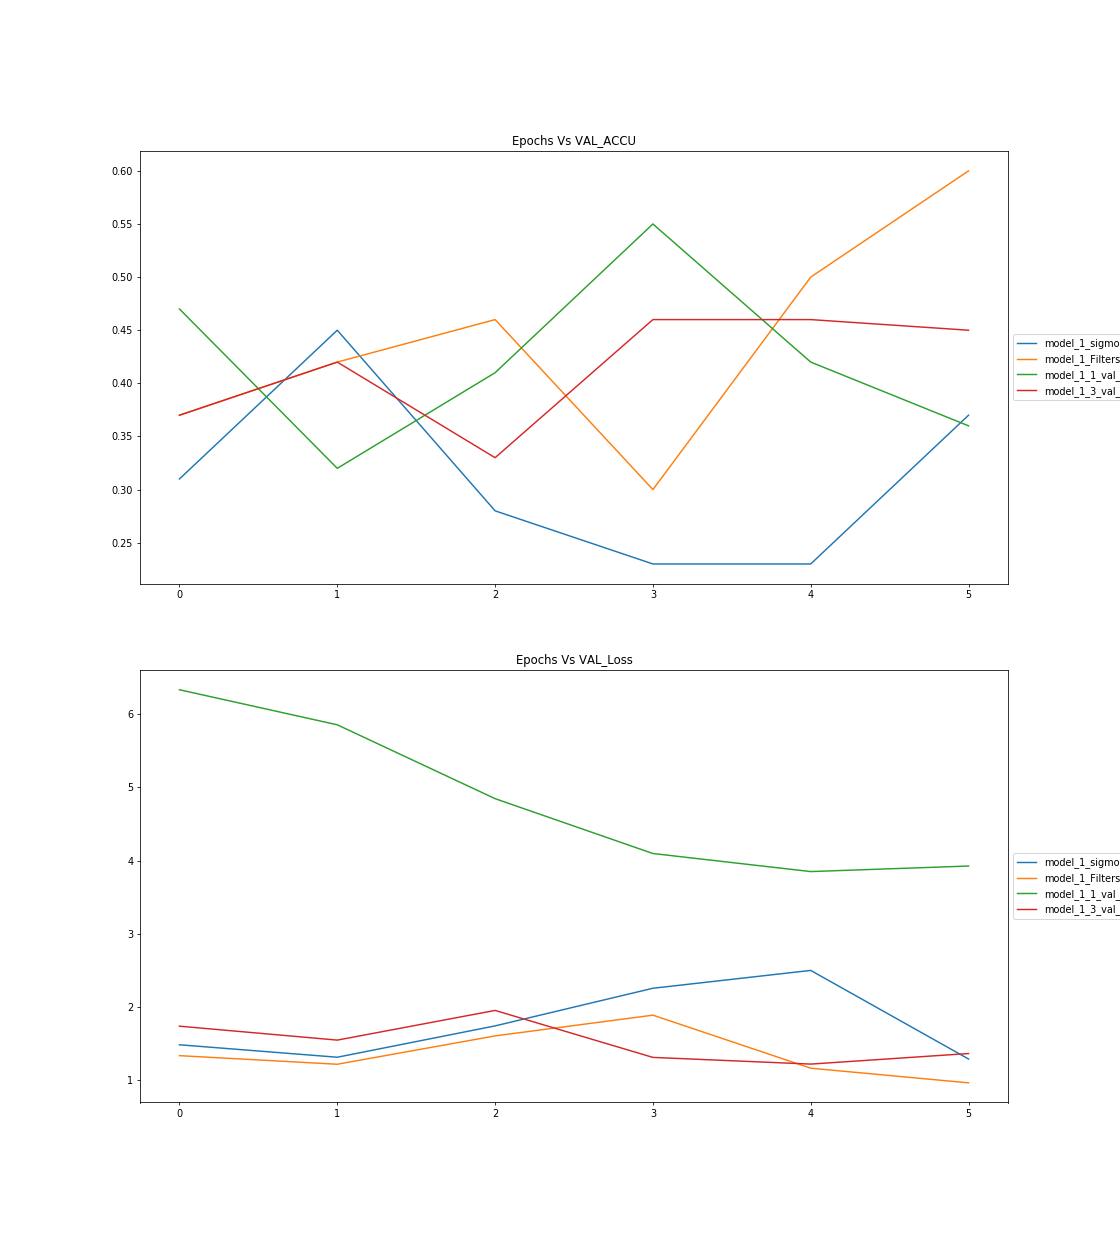 Epochs Vs VAL_ACCU
0.60
0.55
0.50
0.45
0.40
0.35
0.30
0.25
0 1 2 3 4 5
model_1_sigmo
model_1_Filters
model_1_1_val_
model_1_3_val_
Epochs Vs VAL_Loss
6
5
4
3
2
1
0 1 2 3 4 5
model_1_sigmo
model_1_Filters
model_1_1_val_
model_1_3_val_